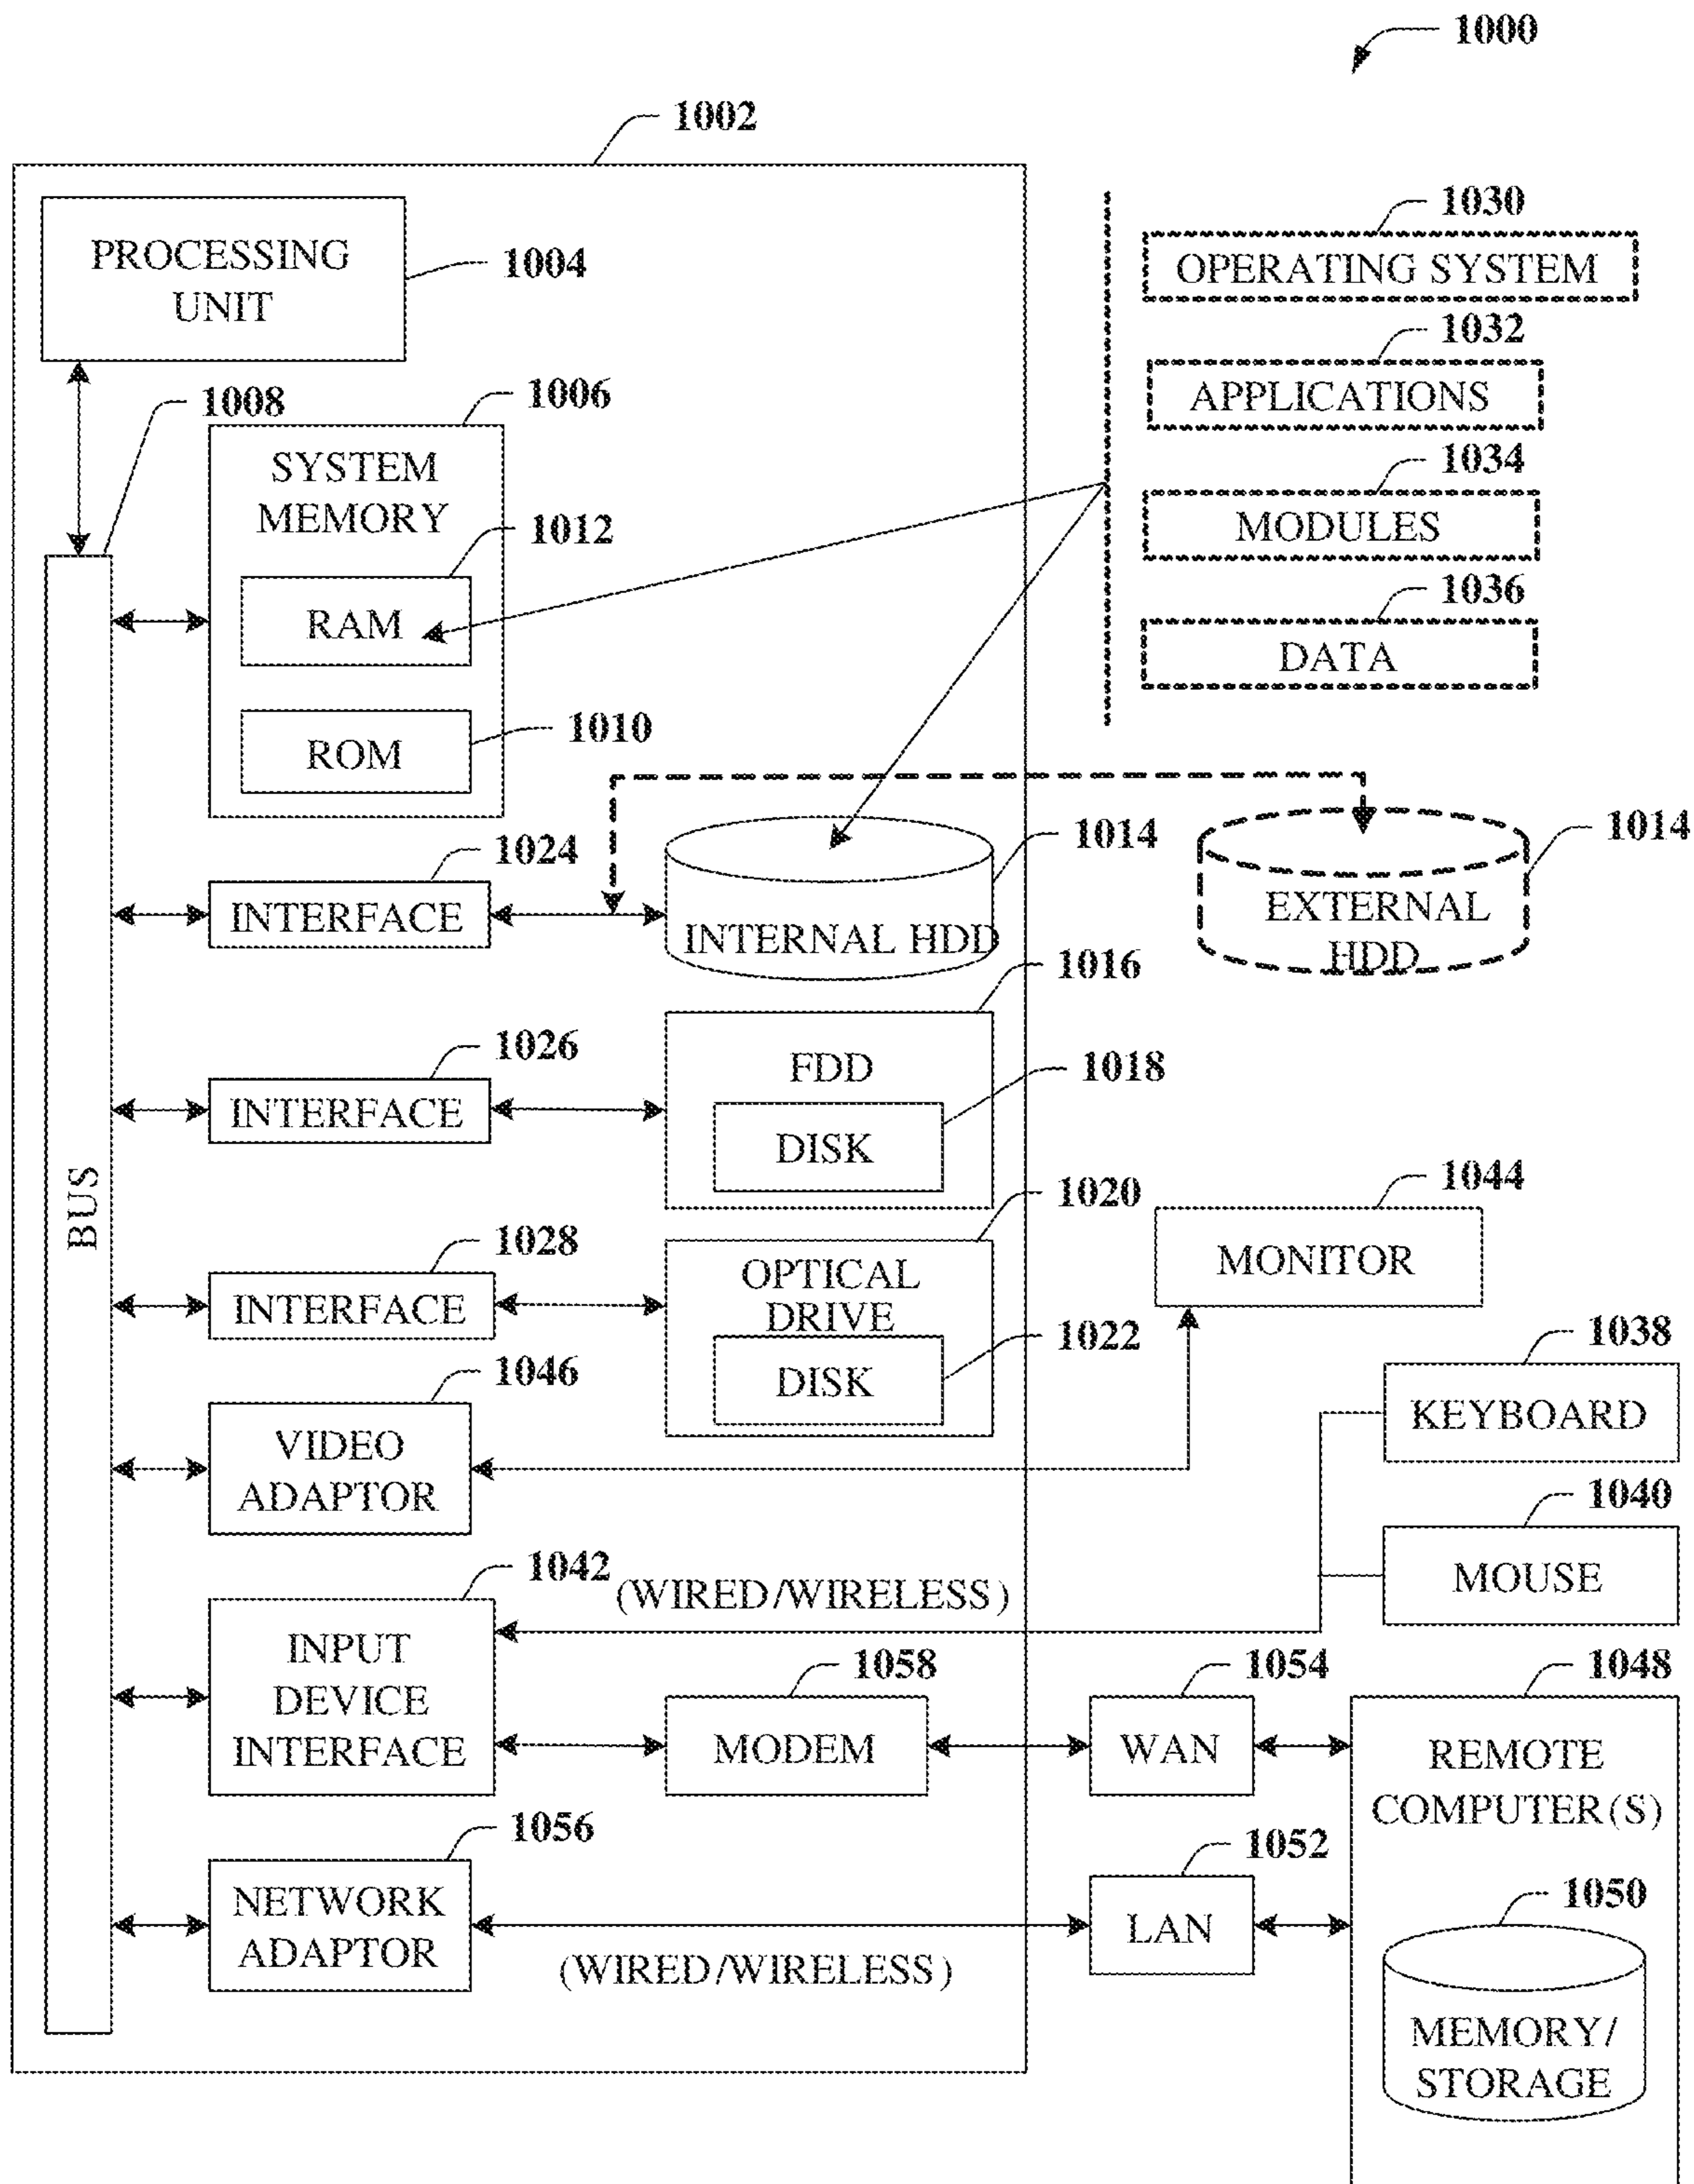 1000
1002
PROCESSING
UNIT
1004
1030
OPERATING SYSTEM
1032
APPLICATIONS
1034
MODULES
1036
DATA
1008
1006
SYSTEM
MEMORY
1012
RAM
1010
ROM
1024
INTERFACE
1014
INTERNAL HDD
1014
EXTERNAL
HDD
1026
INTERFACE
1016
FDD
1018
DISK
BUS
1028
INTERFACE
1020
OPTICAL
DRIVE
1022
DISK
1044
MONITOR
1046
VIDEO
ADAPTOR
1038
KEYBOARD
1040
MOUSE
1042
(WIRED/WIRELESS)
INPUT
DEVICE
INTERFACE
1058
MODEM
1054
WAN
1048
REMOTE
COMPUTER(S)
1056
NETWORK
ADAPTOR
(WIRED/WIRELESS)
1052
LAN
1050
MEMORY/
STORAGE